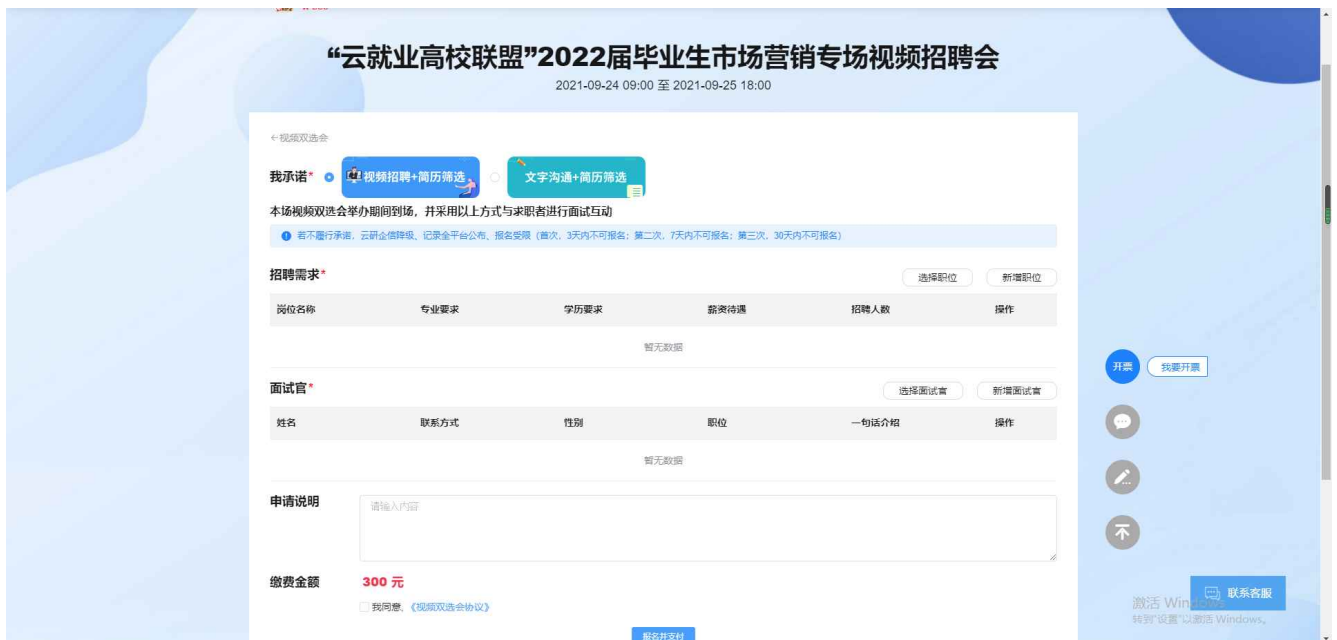 “云就业高校联盟”2022届毕业生市场营销专场视频招聘会
2021-09-24 09:00 至 2021-09-25 18:00
←视频双选会
我承诺* 视频招聘+简历筛选 文字沟通+简历筛选
本场视频双选会举办期间到场，并采用以上方式与求职者进行面试互动
若不履行承诺，云研企信降级、记录全平台公布、报名受限（首次，3天内不可报名；第二次，7天内不可报名；第三次，30天内不可报名）
招聘需求* 选择职位 新增职位
岗位名称 专业要求 学历要求 薪资待遇 招聘人数 操作
暂无数据
开票 我要开票
面试官* 选择面试官 新增面试官
姓名 联系方式 性别 职位 一句话介绍 操作
暂无数据
申请说明 请输入内容
缴费金额 300 元
我同意、《视频双选会协议》
报名并支付
联系客服
激活 Windows
转到“设置”以激活 Windows。